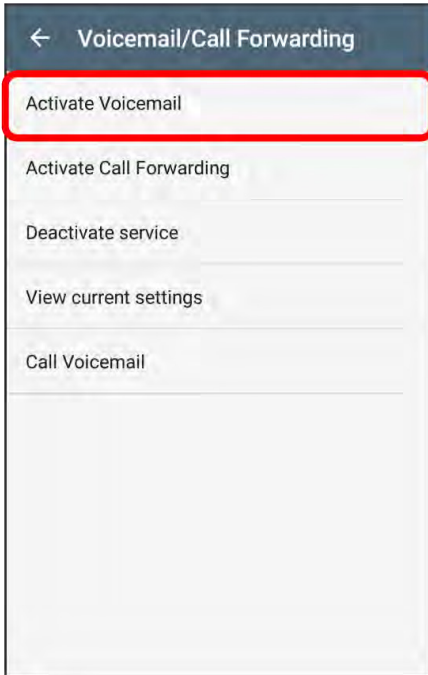 Voicemail/Call Forwarding
Activate Voicemail
Activate Call Forwarding
Deactivate service
View current settings
Call Voicemail